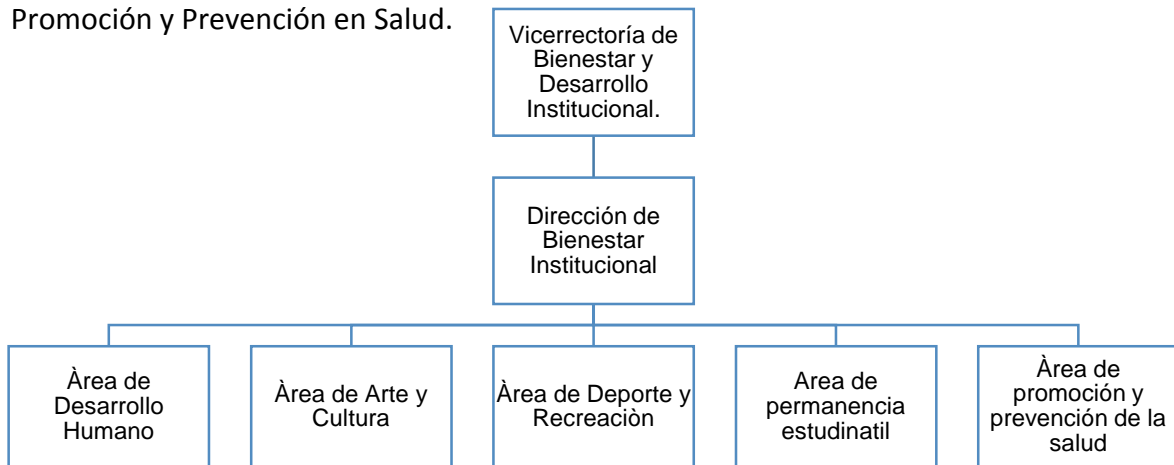 Promoción y Prevención en Salud.
Vicerrectoría de
Bienestar y
Desarrollo
Institucional.
Dirección de
Bienestar
Institucional
Àrea de
Desarrollo
Humano
Àrea de Arte y
Cultura
Àrea de Deporte y
Recreaciòn
Area de
permanencia
estudinatil
Àrea de
promoción y
prevención de la
salud